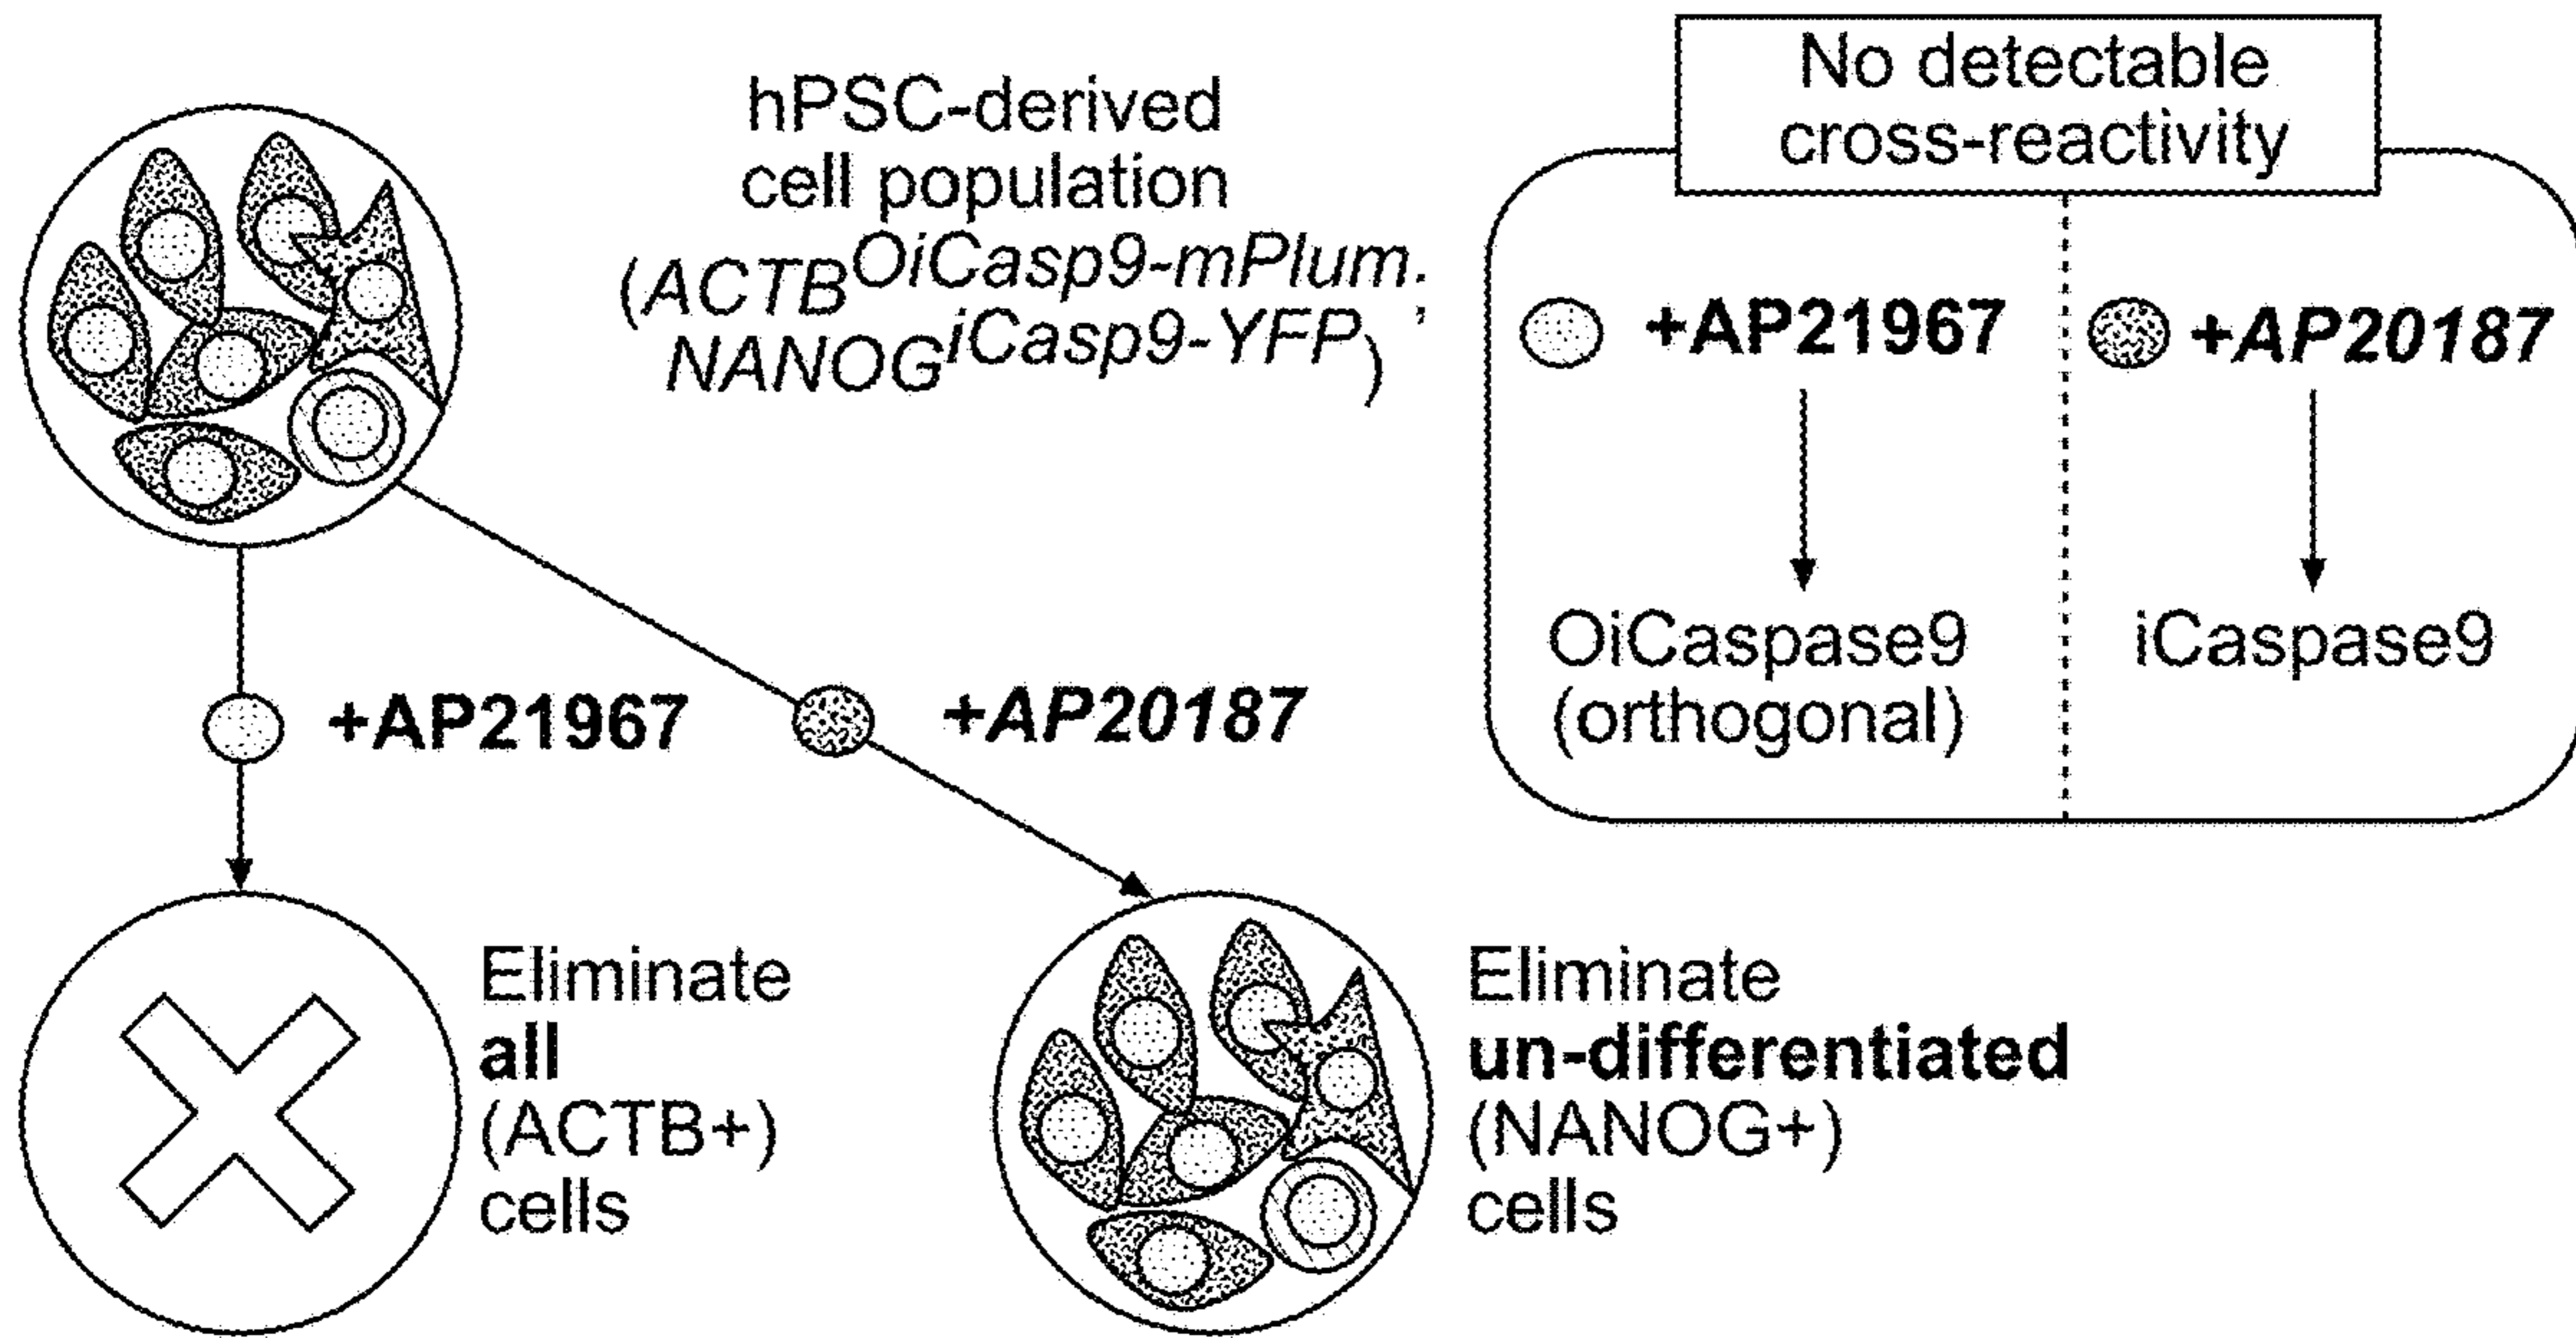 hPSC-derived
cell population
(ACTB^OiCasp9-mPlum;
NANOG^iCasp9-YFP)
No detectable
cross-reactivity
+AP21967
+AP20187
OiCaspase9
(orthogonal)
iCaspase9
+AP21967
+AP20187
Eliminate
all
(ACTB+)
cells
Eliminate
un-differentiated
(NANOG+)
cells